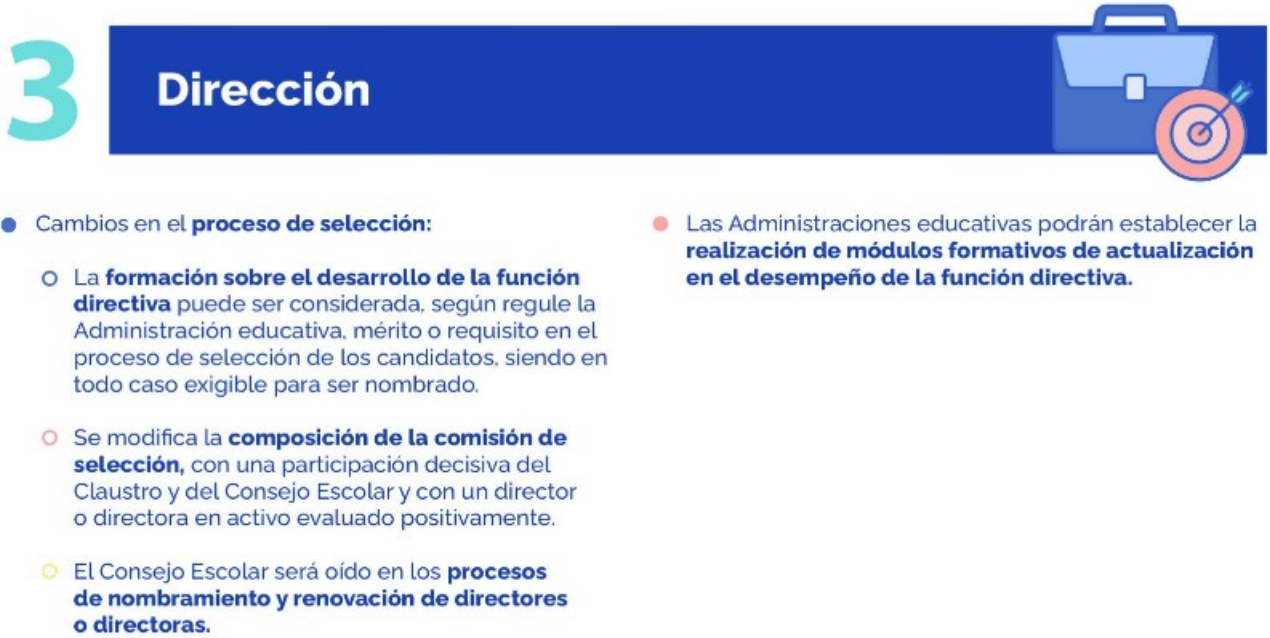 3
Dirección
Cambios en el proceso de selección:
La formación sobre el desarrollo de la función
directiva puede ser considerada, según regule la
Administración educativa, mérito o requisito en el
proceso de selección de los candidatos, siendo en
todo caso exigible para ser nombrado.
Se modifica la composición de la comisión de
selección, con una participación decisiva del
Claustro y del Consejo Escolar y con un director
o directora en activo evaluado positivamente.
El Consejo Escolar será oído en los procesos
de nombramiento y renovación de directores
o directoras.
Las Administraciones educativas podrán establecer la
realización de módulos formativos de actualización
en el desempeño de la función directiva.